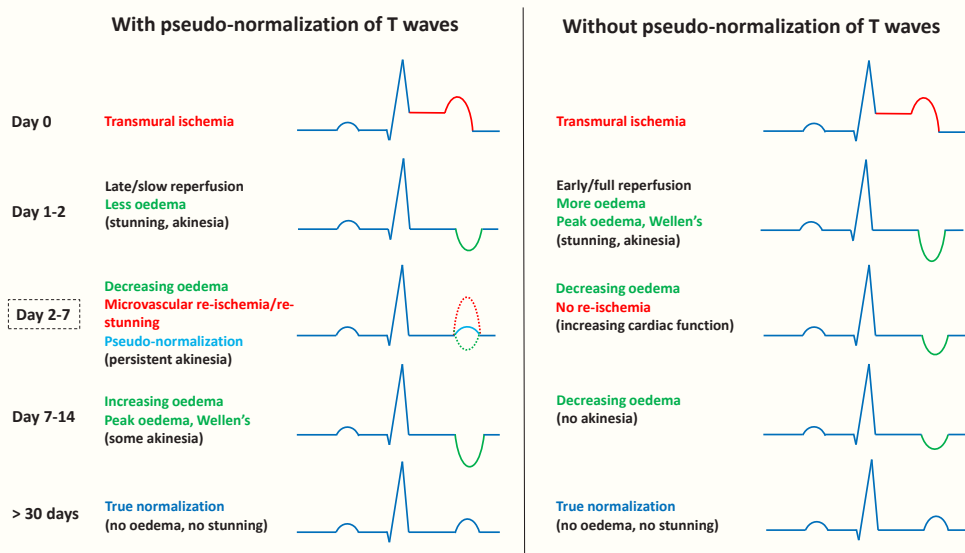 With pseudo-normalization of T waves
Without pseudo-normalization of T waves
Day 0
Transmural ischemia
Transmural ischemia
Day 1-2
Late/slow reperfusion
Less oedema
(stunning, akinesia)
Early/full reperfusion
More oedema
Peak oedema, Wellen's
(stunning, akinesia)
Day 2-7
Decreasing oedema
Microvascular re-ischemia/re-
stunning
Pseudo-normalization
(persistent akinesia)
Decreasing oedema
No re-ischemia
(increasing cardiac function)
Day 7-14
Increasing oedema
Peak oedema, Wellen's
(some akinesia)
Decreasing oedema
(no akinesia)
> 30 days
True normalization
(no oedema, no stunning)
True normalization
(no oedema, no stunning)